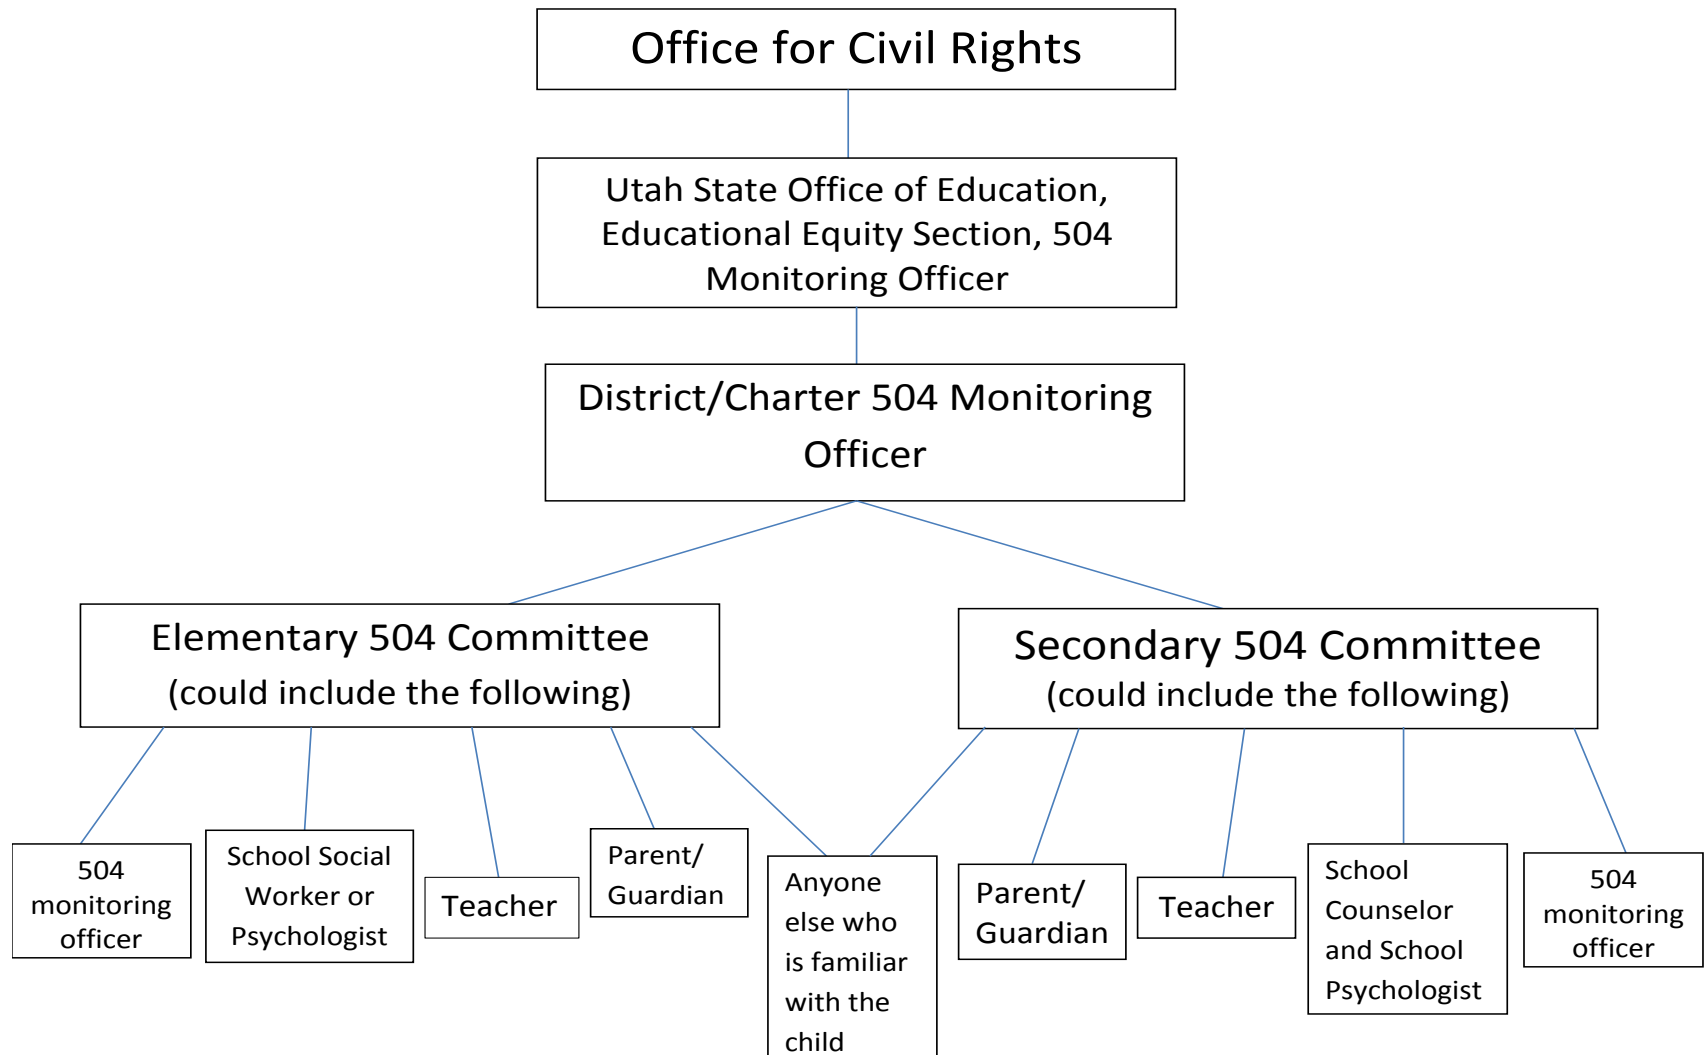 Office for Civil Rights
Utah State Office of Education,
Educational Equity Section, 504
Monitoring Officer
District/Charter 504 Monitoring
Officer
Elementary 504 Committee
(could include the following)
Secondary 504 Committee
(could include the following)
504
monitoring
officer
School Social
Worker or
Psychologist
Teacher
Parent/
Guardian
Anyone
else who
is familiar
with the
child
Parent/
Guardian
Teacher
School
Counselor
and School
Psychologist
504
monitoring
officer